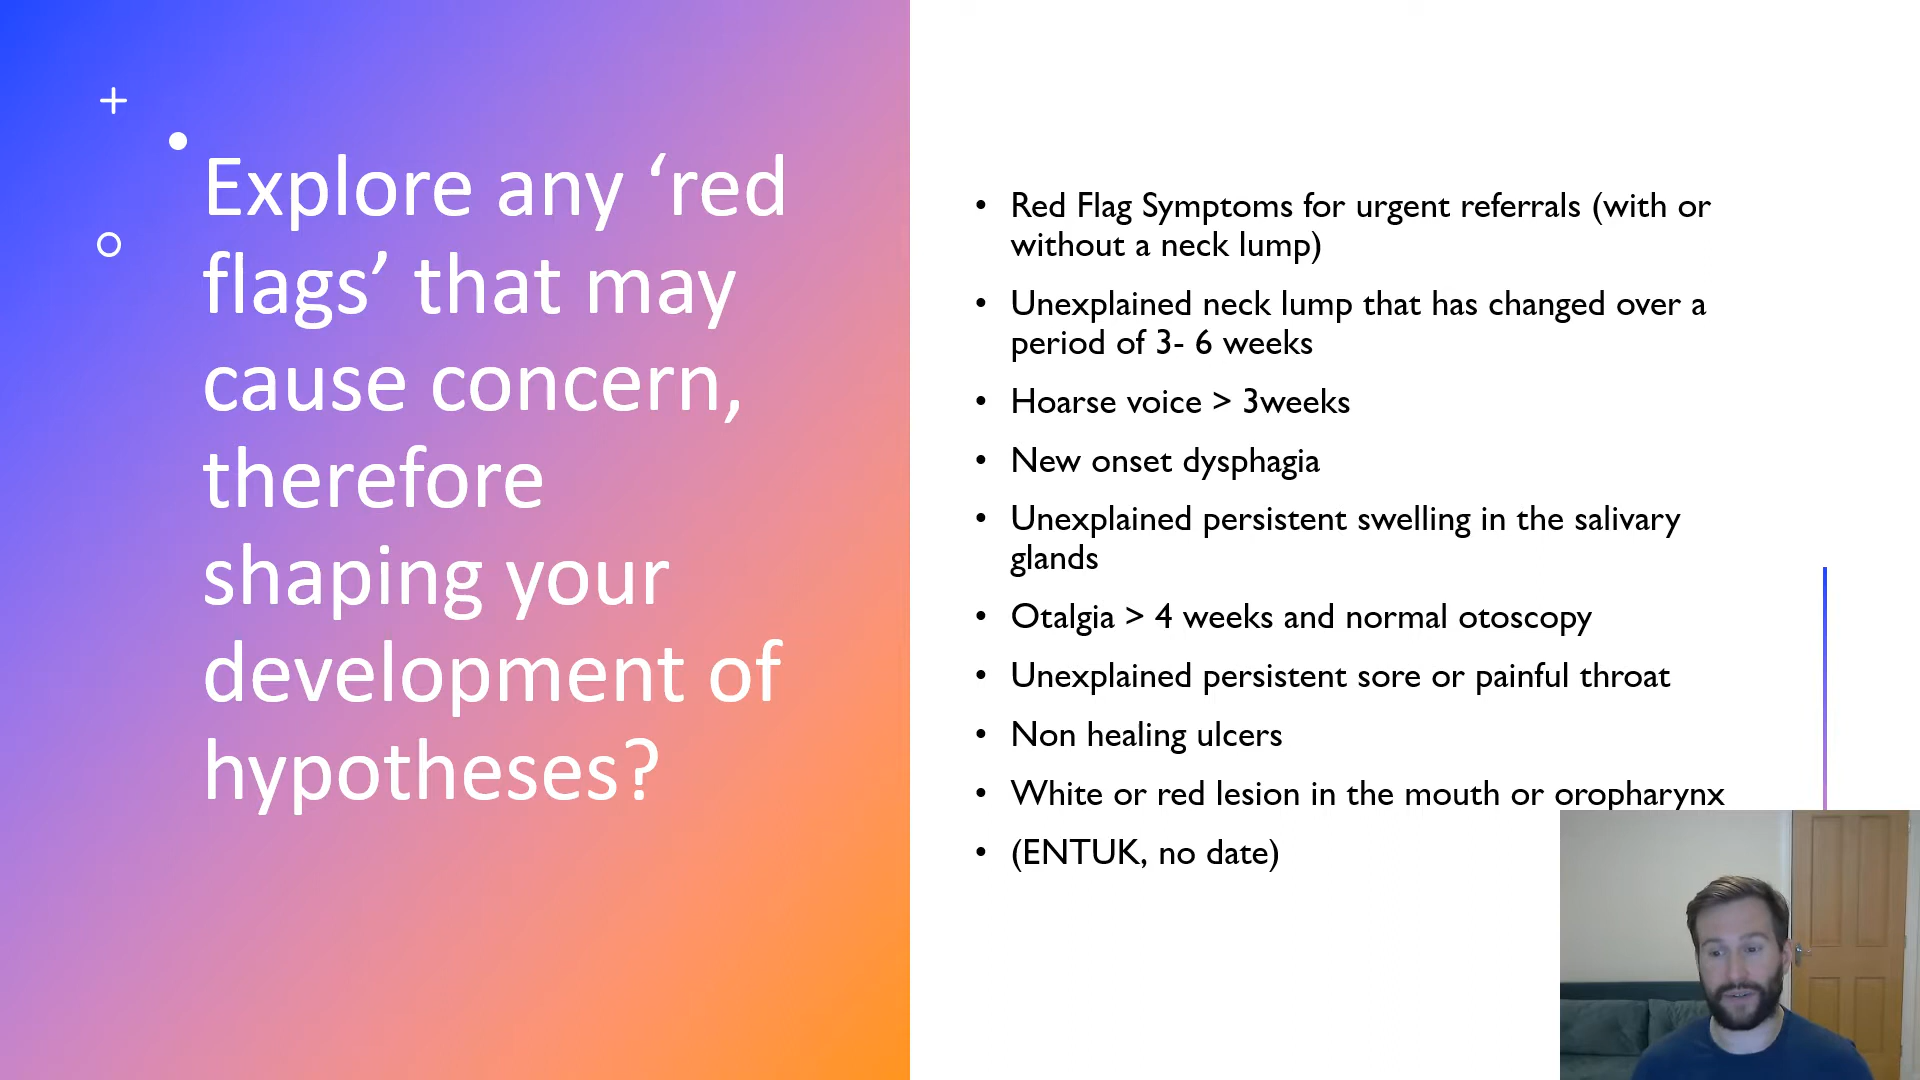 Explore any ‘red
flags’ that may
cause concern,
therefore
shaping your
development of
hypotheses?
• Red Flag Symptoms for urgent referrals (with or
without a neck lump)
• Unexplained neck lump that has changed over a
period of 3- 6 weeks
• Hoarse voice > 3weeks
• New onset dysphagia
• Unexplained persistent swelling in the salivary
glands
• Otalgia > 4 weeks and normal otoscopy
• Unexplained persistent sore or painful throat
• Non healing ulcers
• White or red lesion in the mouth or oropharynx
• (ENTUK, no date)